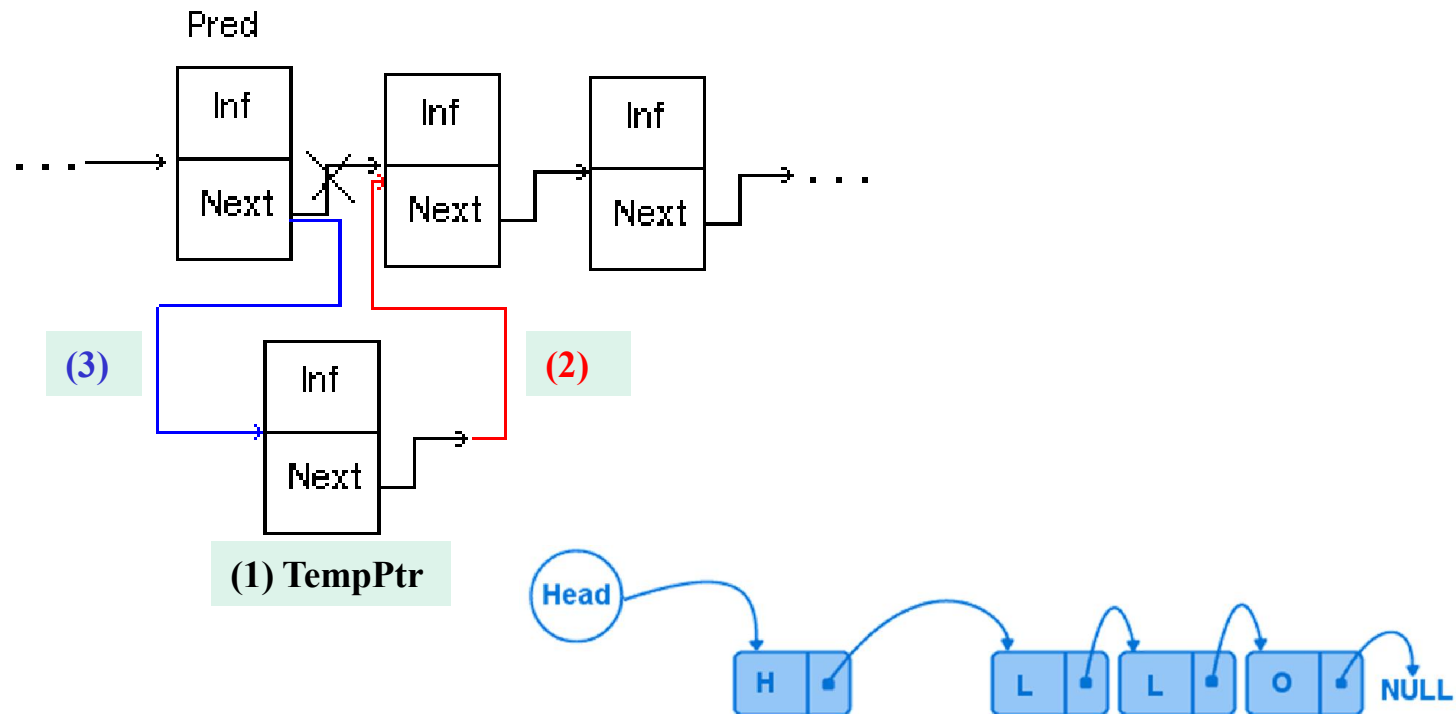 Pred
Inf
Inf
Inf
. . .
Next
Next
Next
. . .
(3)
(2)
Inf
Next
(1) TempPtr
Head
H
L
L
O
NULL